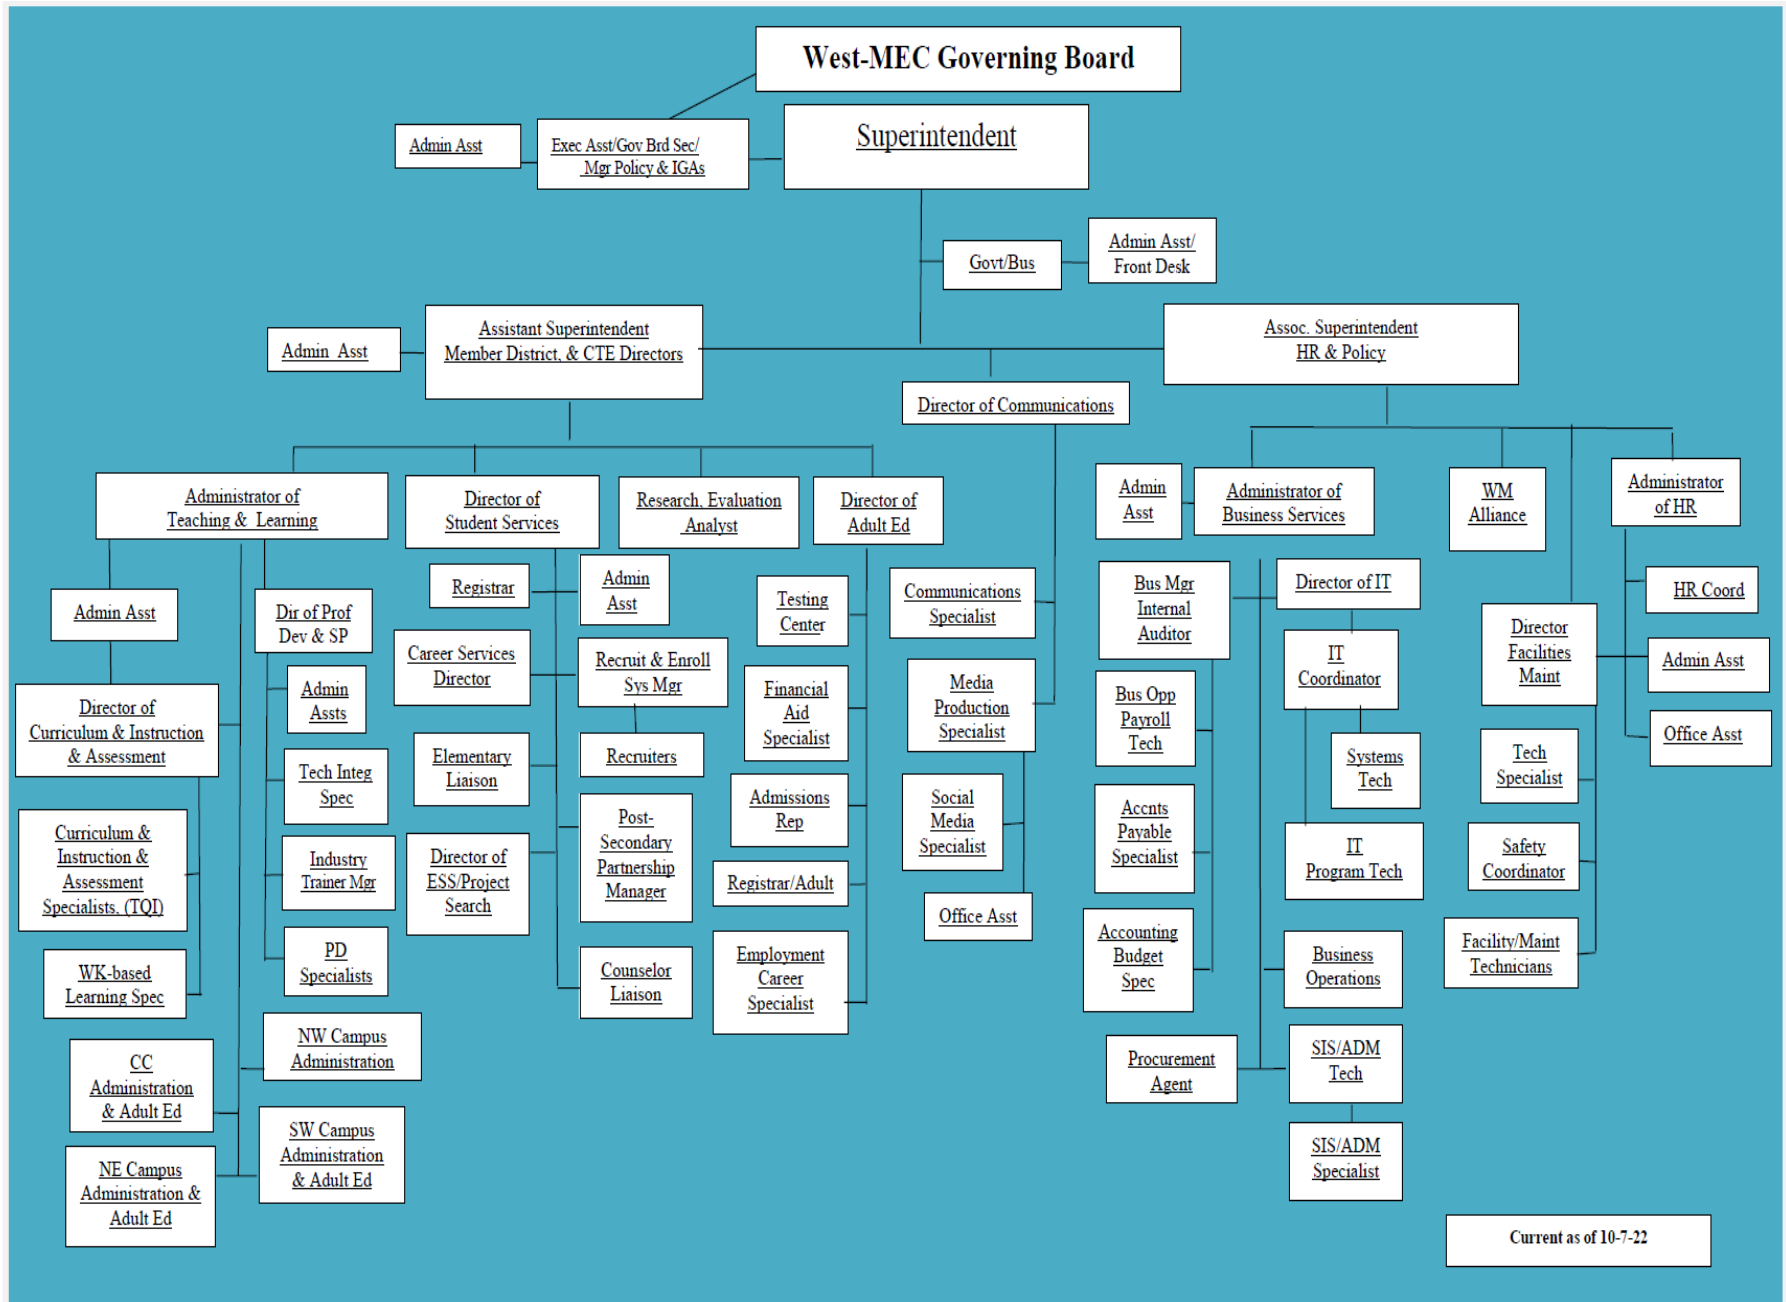 West-MEC Governing Board
Superintendent
Admin Asst
Exec Asst/Gov Brd Sec/
Mgr Policy & IGAs
Govt/Bus
Admin Asst/
Front Desk
Admin Asst
Assistant Superintendent
Member District, & CTE Directors
Assoc. Superintendent
HR & Policy
Director of Communications
Administrator of
Teaching & Learning
Director of
Student Services
Research, Evaluation
Analyst
Director of
Adult Ed
Admin
Asst
Administrator of
Business Services
WM
Alliance
Administrator
of HR
Admin Asst
Dir of Prof
Dev & SP
Director of
Curriculum & Instruction
& Assessment
Admin
Assts
Tech Integ
Spec
Curriculum &
Instruction &
Assessment
Specialists, (TQI)
Industry
Trainer Mgr
WK-based
Learning Spec
PD
Specialists
NW Campus
Administration
CC
Administration
& Adult Ed
SW Campus
Administration
& Adult Ed
NE Campus
Administration &
Adult Ed
Registrar
Admin
Asst
Career Services
Director
Recruit & Enroll
Sys Mgr
Elementary
Liaison
Recruiters
Director of
ESS/Project
Search
Post-
Secondary
Partnership
Manager
Counselor
Liaison
Testing
Center
Financial
Aid
Specialist
Admissions
Rep
Registrar/Adult
Employment
Career
Specialist
Communications
Specialist
Media
Production
Specialist
Social
Media
Specialist
Office Asst
Bus Mgr
Internal
Auditor
Director of IT
IT
Coordinator
Bus Opp
Payroll
Tech
Systems
Tech
Accnts
Payable
Specialist
IT
Program Tech
Accounting
Budget
Spec
Business
Operations
Procurement
Agent
SIS/ADM
Tech
SIS/ADM
Specialist
Director
Facilities
Maint
Tech
Specialist
Safety
Coordinator
Facility/Maint
Technicians
HR Coord
Admin Asst
Office Asst
Current as of 10-7-22